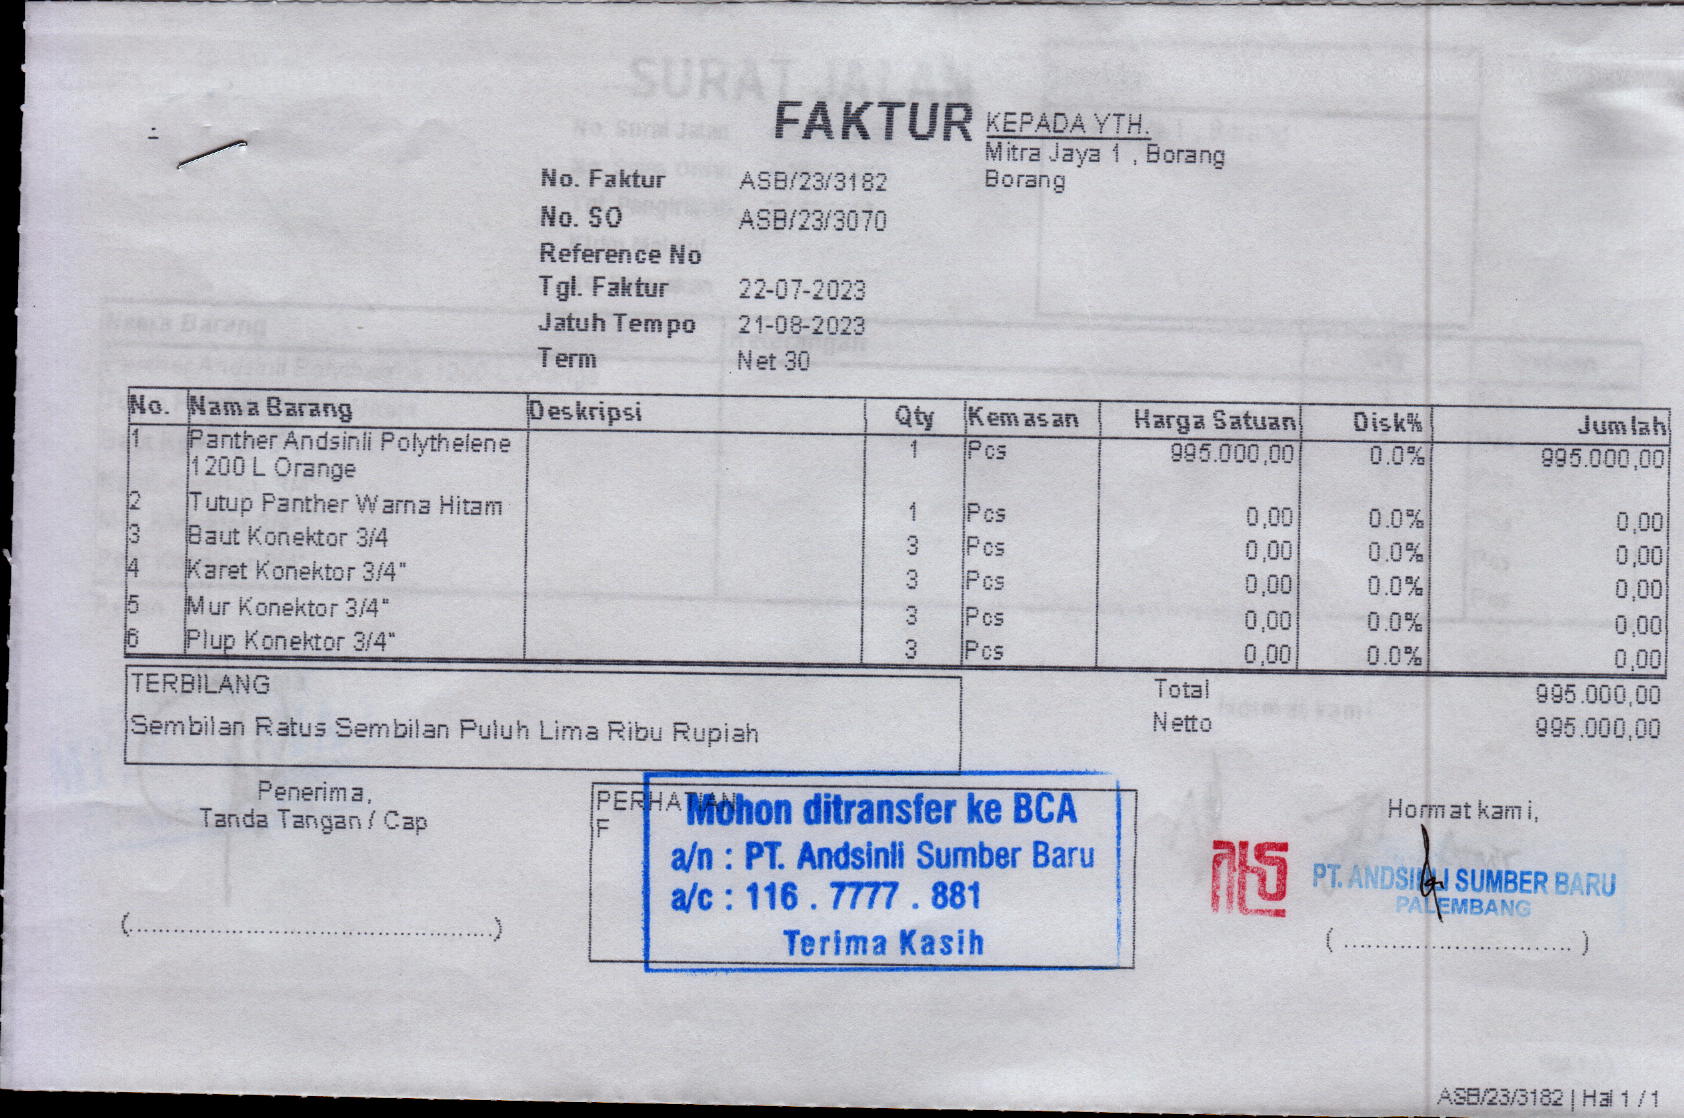 FAKTUR
KEPADA YTH.
Mitra Jaya 1 , Borang
Borang
No. Faktur ASB/23/3182
No. SO ASB/23/3070
Reference No
Tgl. Faktur 22-07-2023
Jatuh Tempo 21-08-2023
Term Net 30
No. Nama Barang Deskripsi Qty Kemasan Harga Satuan Disk% Jumlah
1 Panther Andsinli Polythelene 1 Pcs 995.000,00 0.0% 995.000,00
1200 L Orange
2 Tutup Panther Warna Hitam 1 Pcs 0,00 0.0% 0,00
3 Baut Konektor 3/4 3 Pcs 0,00 0.0% 0,00
4 Karet Konektor 3/4" 3 Pcs 0,00 0.0% 0,00
5 Mur Konektor 3/4" 3 Pcs 0,00 0.0% 0,00
6 Plup Konektor 3/4" 3 Pcs 0,00 0.0% 0,00
TERBILANG
Sembilan Ratus Sembilan Puluh Lima Ribu Rupiah
Total 995.000,00
Netto 995.000,00
Penerima,
Tanda Tangan / Cap
(..............................................)
PERHATIAN
F
Mohon ditransfer ke BCA
a/n : PT. Andsinli Sumber Baru
a/c : 116 . 7777 . 881
Terima Kasih
Hormat kami,
PT. ANDSINLI SUMBER BARU
PALEMBANG
( ............................. )
ASB/23/3182 | Hal 1 / 1
SURAT JALAN